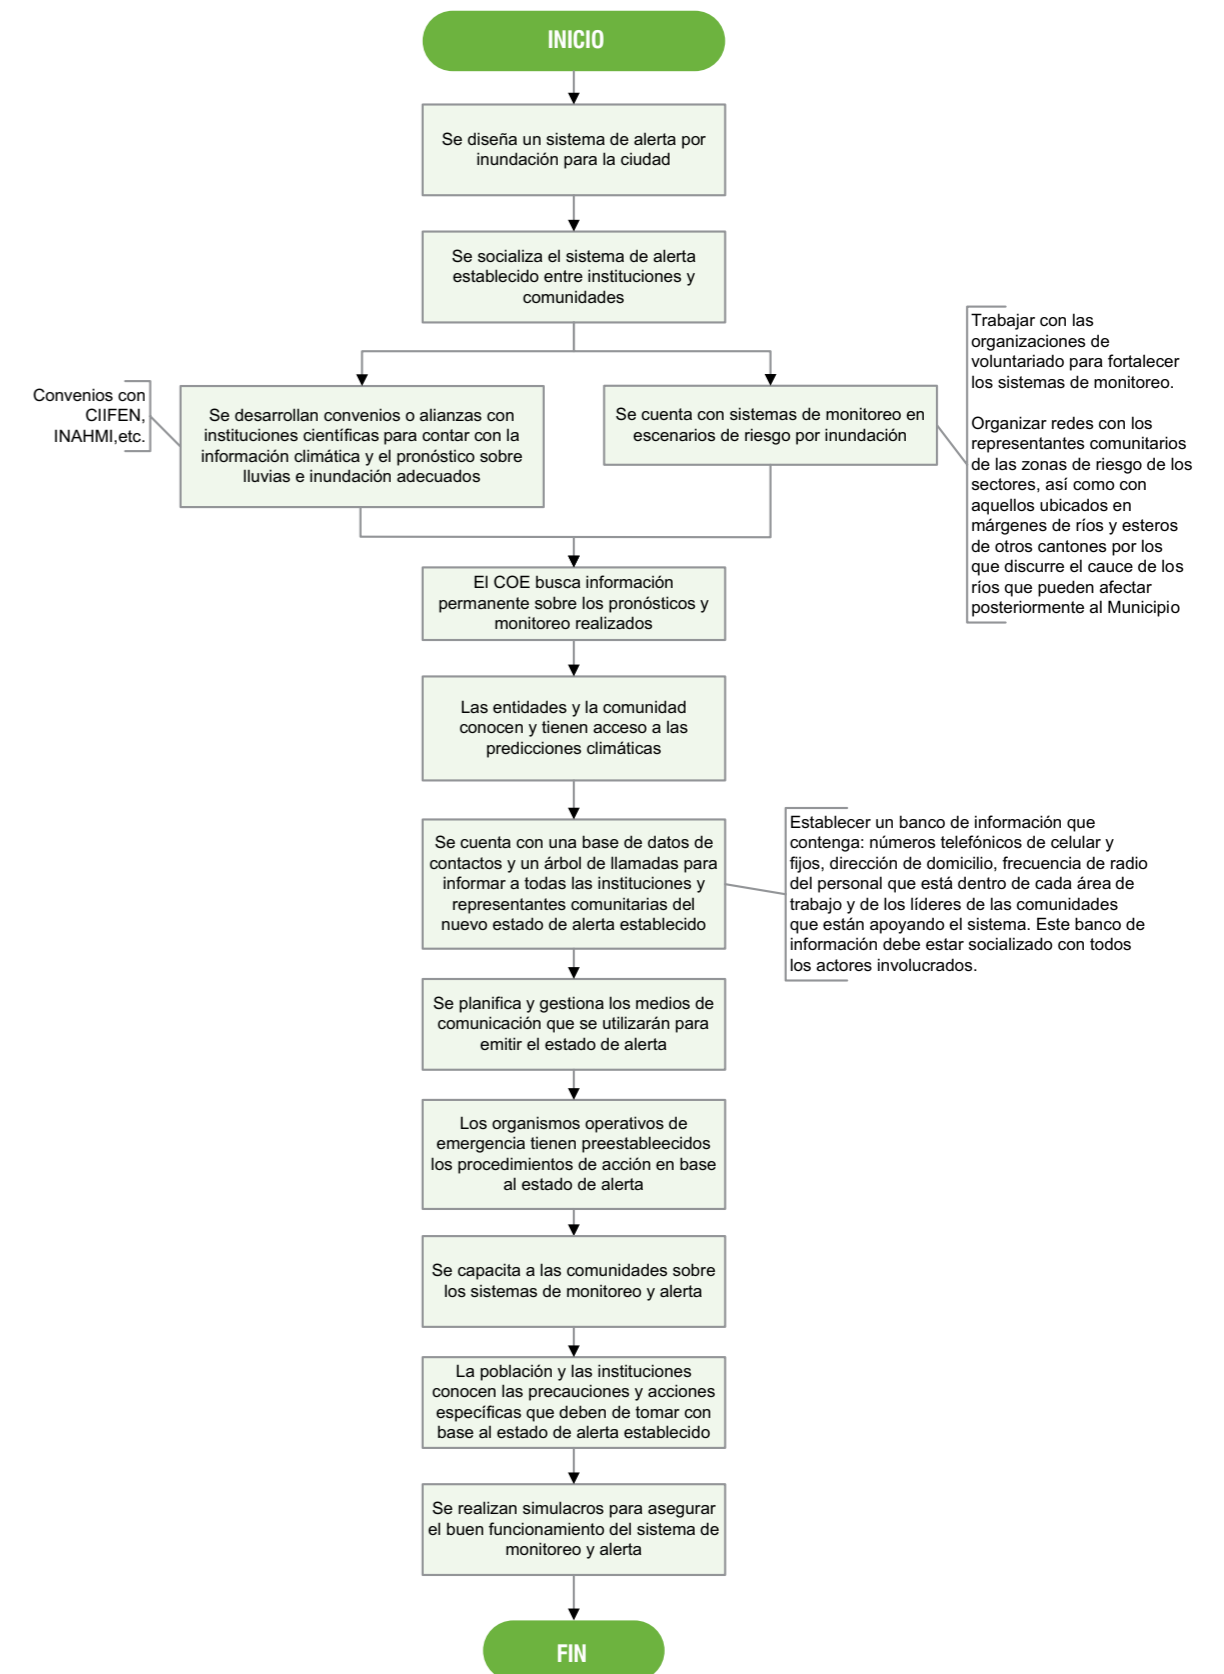 INICIO
Se diseña un sistema de alerta por
inundación para la ciudad
Se socializa el sistema de alerta
establecido entre instituciones y
comunidades
Convenios con
CIIFEN,
INAHMI,etc.
Se desarrollan convenios o alianzas con
instituciones científicas para contar con la
información climática y el pronóstico sobre
lluvias e inundación adecuados
Se cuenta con sistemas de monitoreo en
escenarios de riesgo por inundación
Trabajar con las
organizaciones de
voluntariado para fortalecer
los sistemas de monitoreo.
Organizar redes con los
representantes comunitarios
de las zonas de riesgo de los
sectores, así como con
aquellos ubicados en
márgenes de ríos y esteros
de otros cantones por los
que discurre el cauce de los
ríos que pueden afectar
posteriormente al Municipio
El COE busca información
permanente sobre los pronósticos y
monitoreo realizados
Las entidades y la comunidad
conocen y tienen acceso a las
predicciones climáticas
Se cuenta con una base de datos de
contactos y un árbol de llamadas para
informar a todas las instituciones y
representantes comunitarias del
nuevo estado de alerta establecido
Establecer un banco de información que
contenga: números telefónicos de celular y
fijos, dirección de domicilio, frecuencia de radio
del personal que está dentro de cada área de
trabajo y de los líderes de las comunidades
que están apoyando el sistema. Este banco de
información debe estar socializado con todos
los actores involucrados.
Se planifica y gestiona los medios de
comunicación que se utilizarán para
emitir el estado de alerta
Los organismos operativos de
emergencia tienen preestableecidos
los procedimientos de acción en base
al estado de alerta
Se capacita a las comunidades sobre
los sistemas de monitoreo y alerta
La población y las instituciones
conocen las precauciones y acciones
específicas que deben de tomar con
base al estado de alerta establecido
Se realizan simulacros para asegurar
el buen funcionamiento del sistema de
monitoreo y alerta
FIN